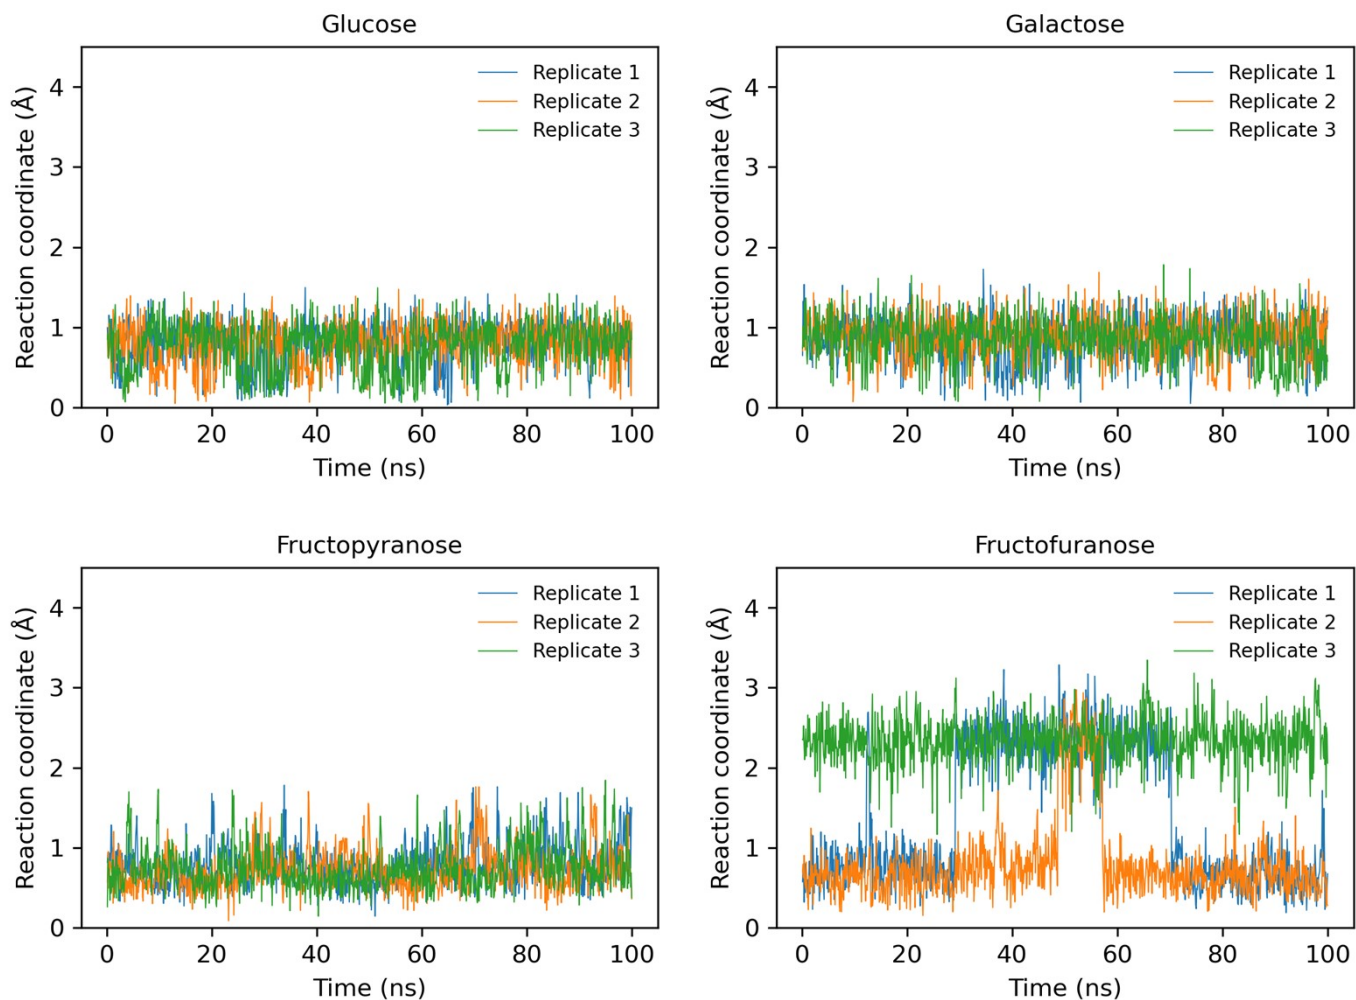 Glucose
Reaction coordinate (Å)
4
3
2
1
0
Replicate 1
Replicate 2
Replicate 3
0 20 40 60 80 100
Time (ns)
Galactose
Reaction coordinate (Å)
4
3
2
1
0
Replicate 1
Replicate 2
Replicate 3
0 20 40 60 80 100
Time (ns)
Fructopyranose
Reaction coordinate (Å)
4
3
2
1
0
Replicate 1
Replicate 2
Replicate 3
0 20 40 60 80 100
Time (ns)
Fructofuranose
Reaction coordinate (Å)
4
3
2
1
0
Replicate 1
Replicate 2
Replicate 3
0 20 40 60 80 100
Time (ns)